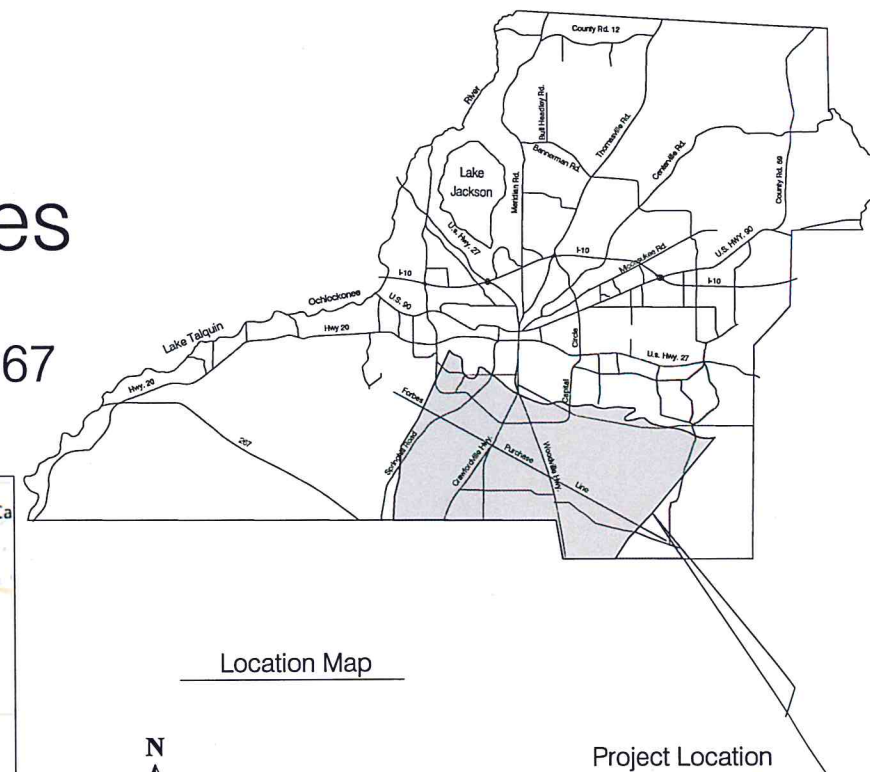 County Rd. 12
River
Bull Headley Rd.
Thomasville Rd.
Bannerman Rd.
Centerville Rd.
County Rd. 59
Lake
Jackson
Meridian Rd.
es
U.s. Hwy. 27
I-10
U.S. HWY. 90
I-10
I-10
Ochlockonee
U.S. 90
Lake Talquin
Hwy 20
Circle
67
U.s. Hwy. 27
Hwy. 20
Capital
Forbes
267
Springhill Road
Crawfordville Hwy.
Purchase
Woodville Hwy.
Line
Ca
Location Map
N
Project Location